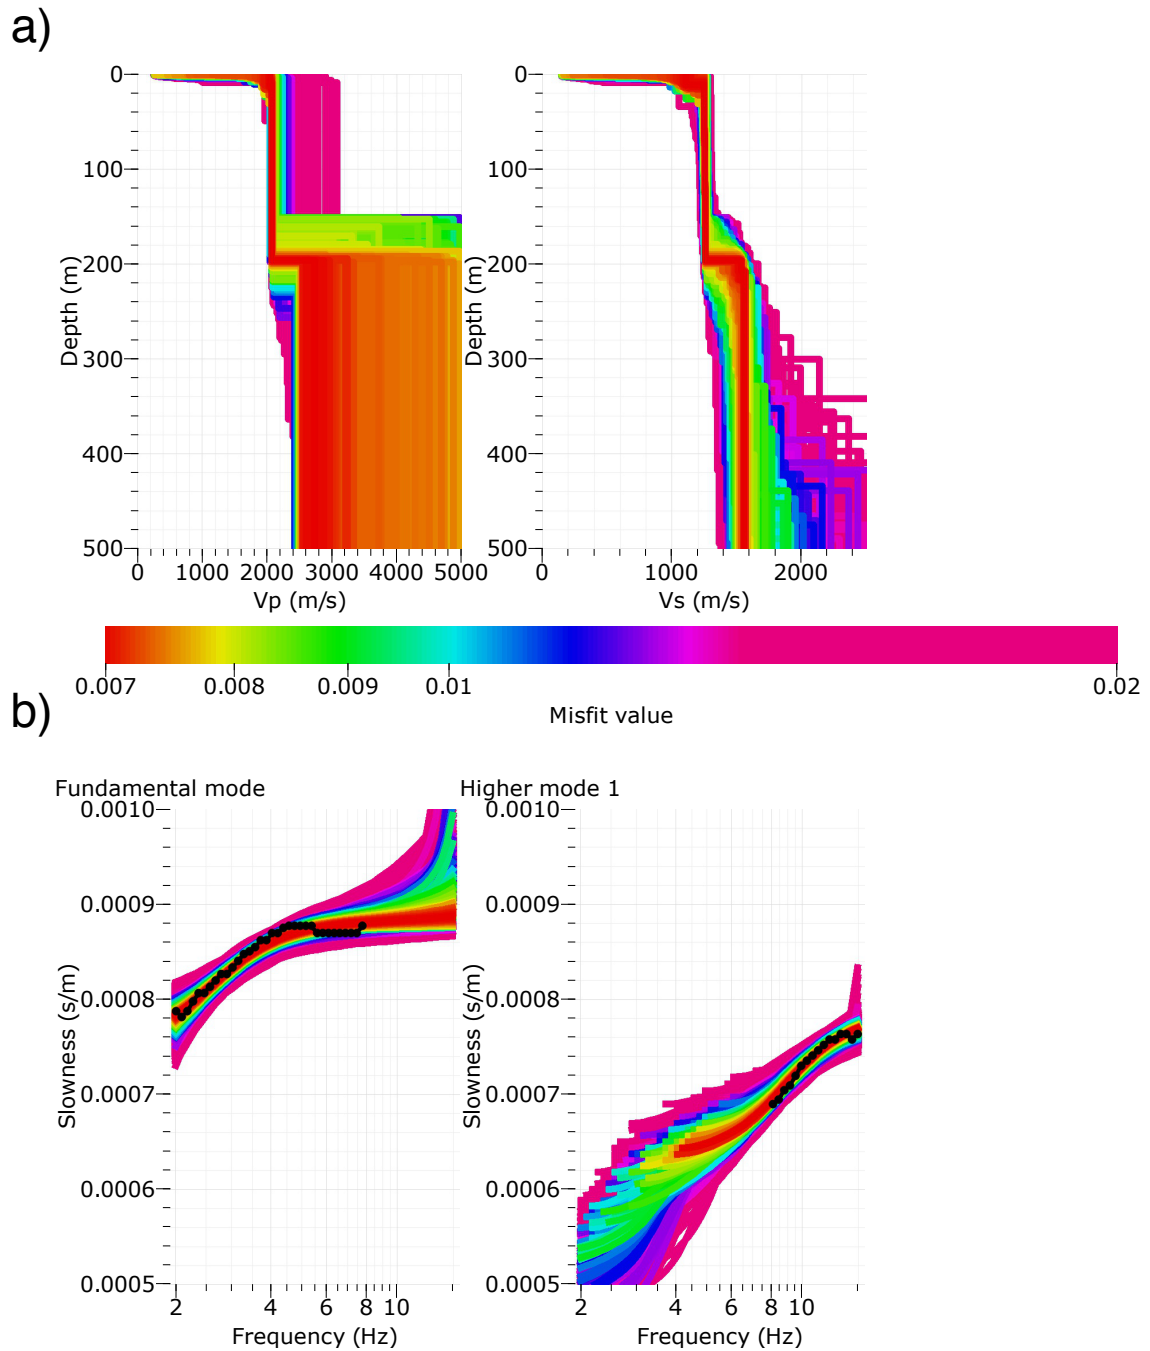 a)
0
100
200
300
400
500
Depth (m)
0 1000 2000 3000 4000 5000
Vp (m/s)
0
100
200
300
400
500
Depth (m)
0 1000 2000
Vs (m/s)
0.007 0.008 0.009 0.01 0.02
Misfit value
b)
Fundamental mode
0.0010
0.0009
0.0008
0.0007
0.0006
0.0005
Slowness (s/m)
2 4 6 8 10
Frequency (Hz)
Higher mode 1
0.0010
0.0009
0.0008
0.0007
0.0006
0.0005
Slowness (s/m)
2 4 6 8 10
Frequency (Hz)